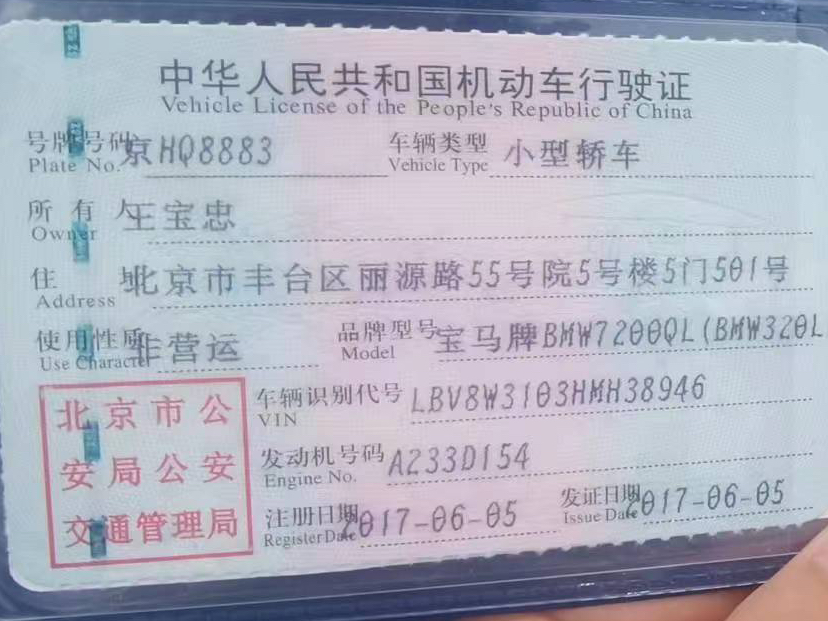 中华人民共和国机动车行驶证
Vehicle License of the People's Republic of China
号牌号码 京HQ8883 车辆类型 小型轿车
Plate No. Vehicle Type
所有人 王宝忠
Owner
住址 北京市丰台区丽源路55号院5号楼5门501号
Address
使用性质 非营运 品牌型号 宝马牌BMW7200QL(BMW320L
Use Character Model
北京市公
安局公安
交通管理局
车辆识别代号 LBV8W3103HMH38946
VIN
发动机号码 A233D154
Engine No.
注册日期 2017-06-05 发证日期 2017-06-05
Register Date Issue Date